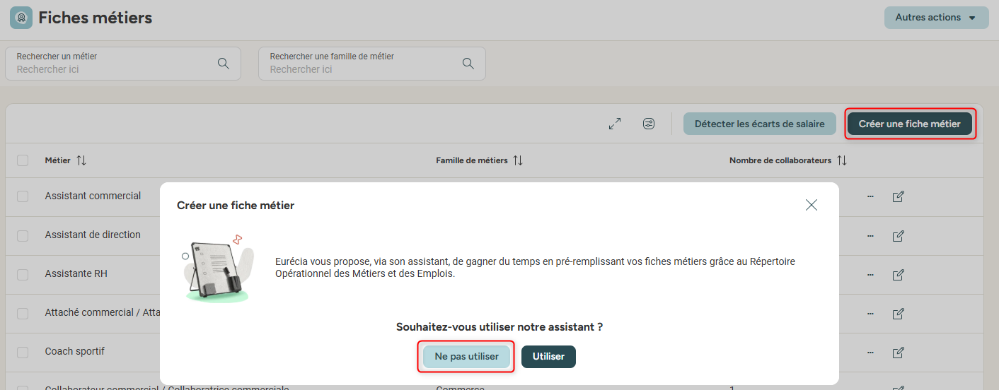 Fiches métiers
Autres actions
Rechercher un métier
Rechercher ici
Rechercher une famille de métier
Rechercher ici
Détecter les écarts de salaire
Créer une fiche métier
Métier
Famille de métiers
Nombre de collaborateurs
Assistant commercial
Assistant de direction
Assistante RH
Attaché commercial / Atta
Coach sportif
Créer une fiche métier
Eurécia vous propose, via son assistant, de gagner du temps en pré-remplissant vos fiches métiers grâce au Répertoire
Opérationnel des Métiers et des Emplois.
Souhaitez-vous utiliser notre assistant ?
Ne pas utiliser
Utiliser
Collaborateur commercial / Collaboratrice commerciale
Commerce
1